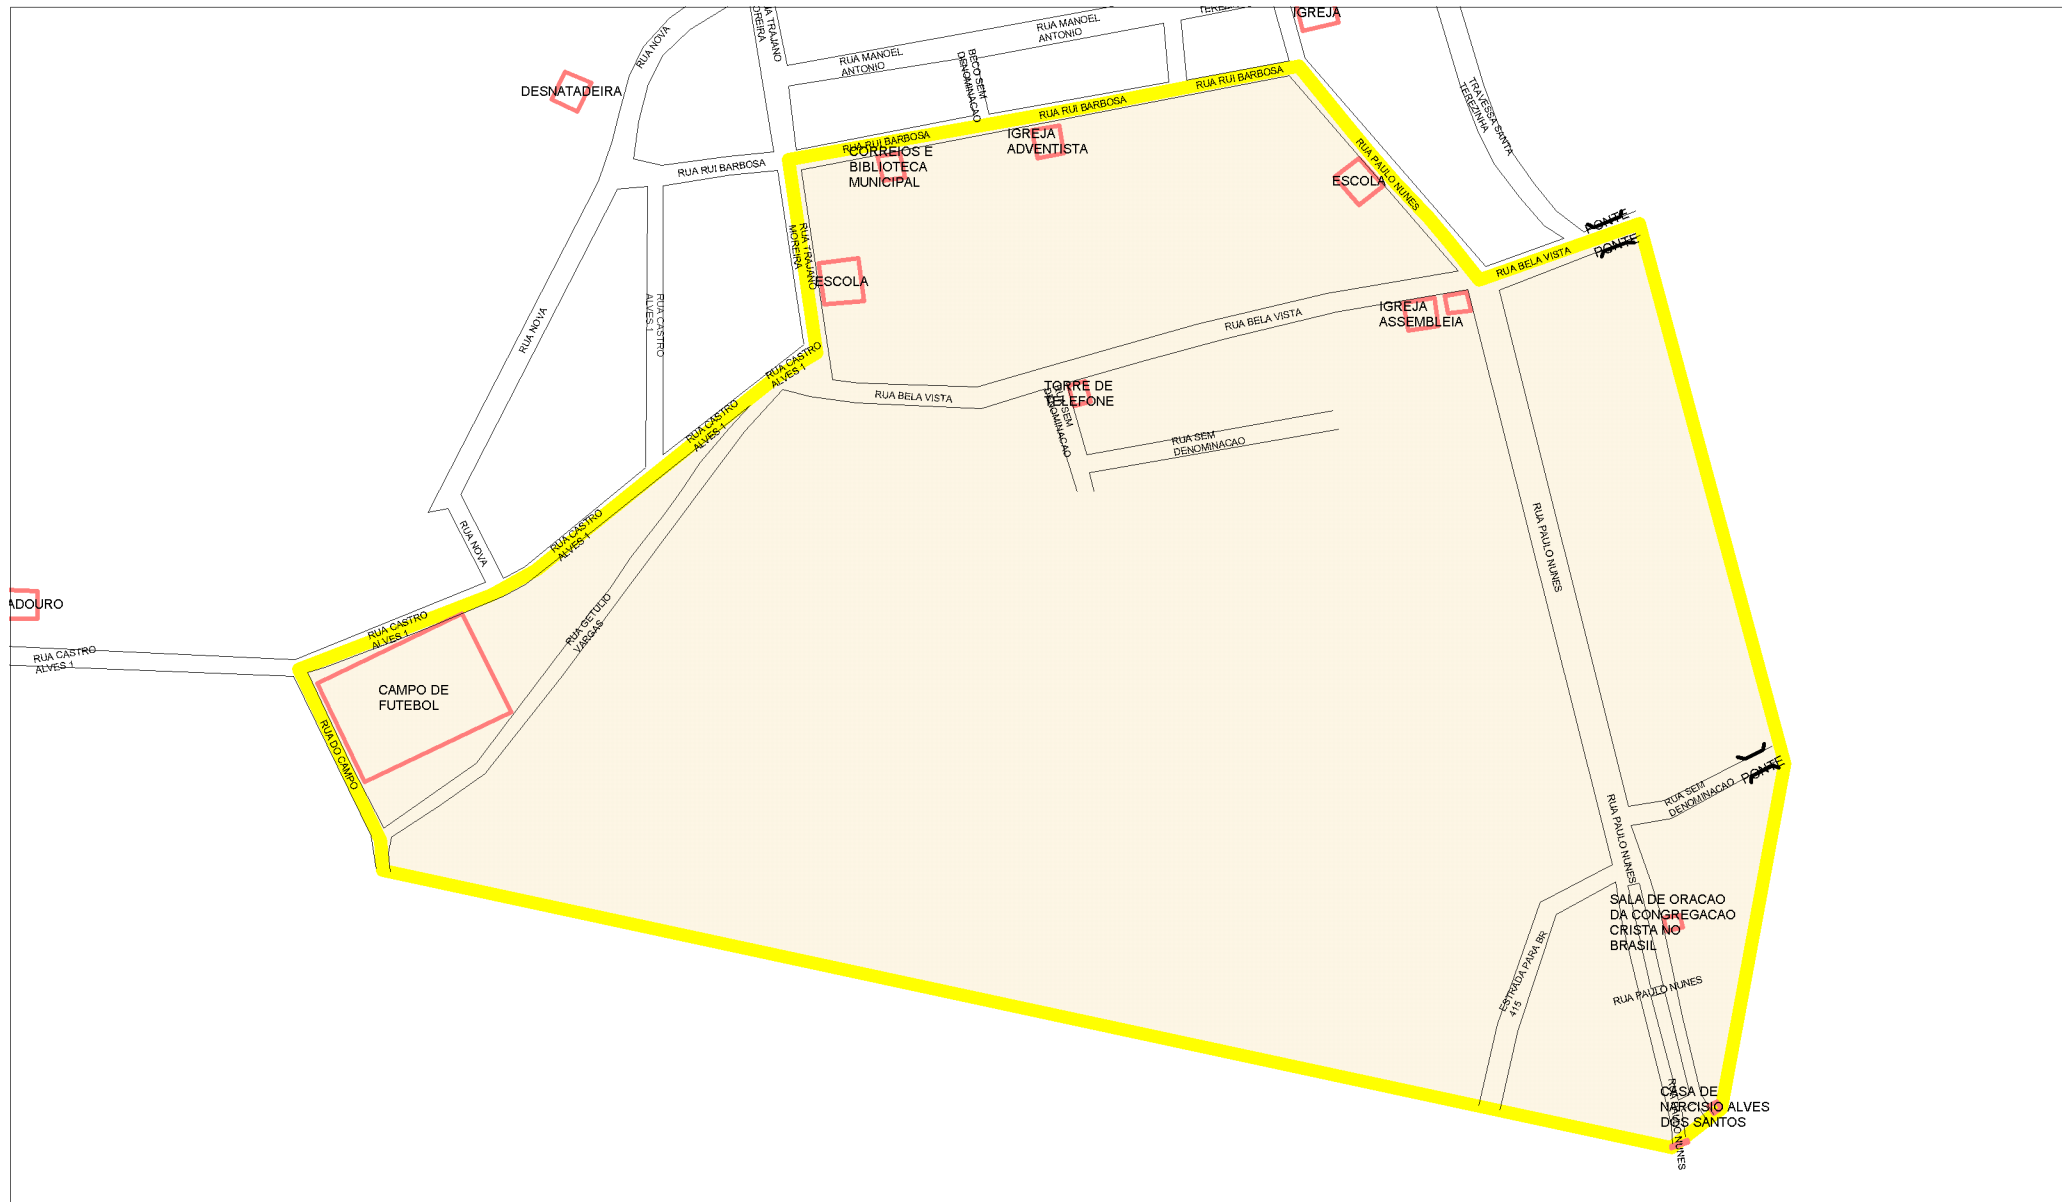 IGREJA
RUA NOVA
RUA MANOEL
ANTONIO
RUA MANOEL
ANTONIO
BECO SEM
DENOMINACAO
DESNATADEIRA
TRAVESSA SANTA
TEREZINHA
RUA RUI BARBOSA
RUA RUI BARBOSA
RUA RUI BARBOSA
RUA RUI BARBOSA
IGREJA
ADVENTISTA
CORREIOS E
BIBLIOTECA
MUNICIPAL
RUA PAULO NUNES
ESCOLA
PONTE
PONTE
RUA BELA VISTA
RUA TRAJANO
MOREIRA
ESCOLA
RUA CASTRO
ALVES 1
RUA NOVA
IGREJA
ASSEMBLEIA
RUA BELA VISTA
RUA CASTRO
ALVES 1
RUA BELA VISTA
TORRE DE
TELEFONE
RUA SEM
DENOMINACAO
RUA SEM
DENOMINACAO
RUA CASTRO
ALVES 1
RUA CASTRO
ALVES 1
RUA NOVA
RUA PAULO NUNES
RUA GETULIO
VARGAS
ADOURO
RUA CASTRO
ALVES 1
RUA CASTRO
ALVES 1
CAMPO DE
FUTEBOL
RUA DO CAMPO
PONTE
RUA SEM
DENOMINACAO
RUA PAULO NUNES
SALA DE ORACAO
DA CONGREGACAO
CRISTA NO
BRASIL
ESTRADA PARA BR
415
RUA PAULO NUNES
CASA DE
NARCISIO ALVES
DOS SANTOS
RUA PAULO NUNES